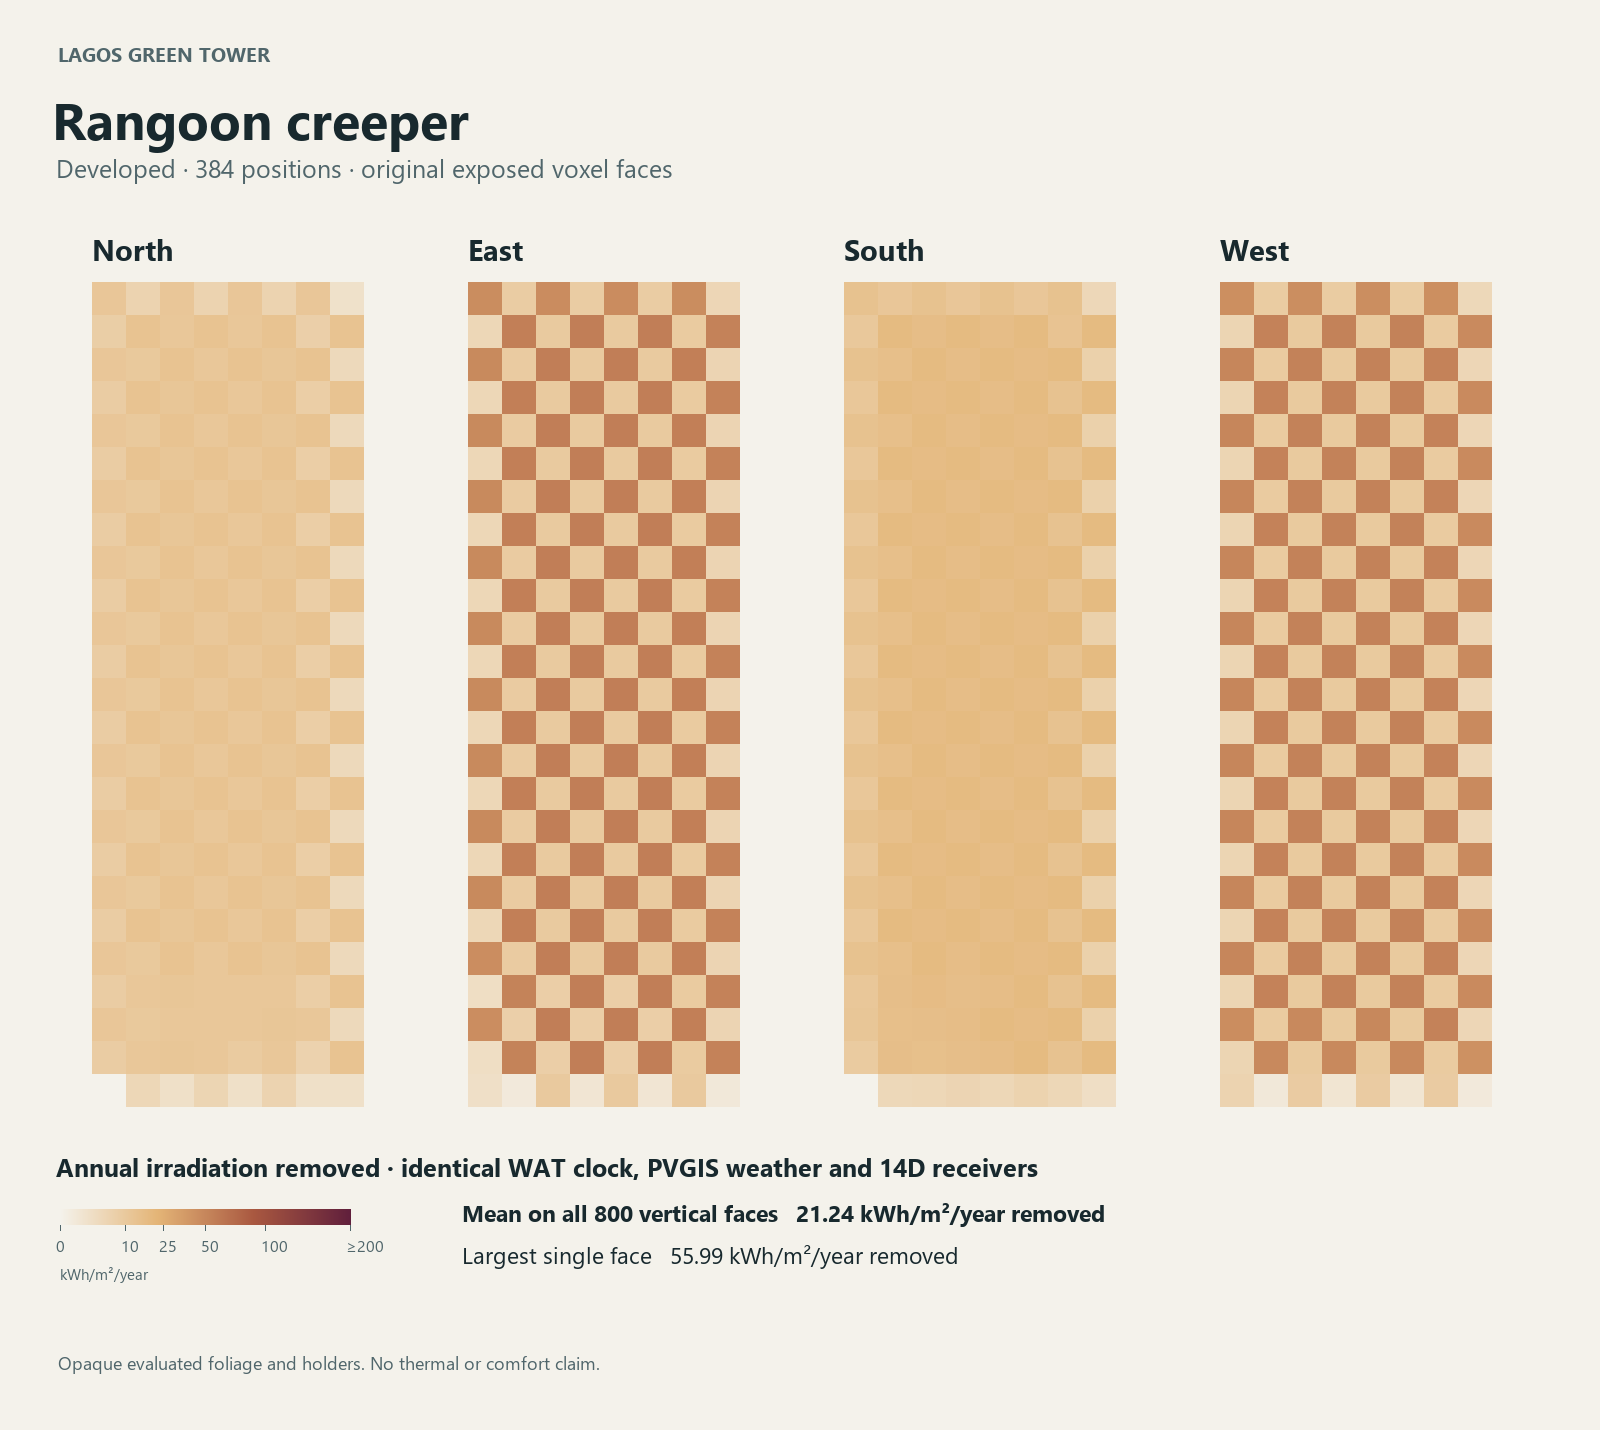 LAGOS GREEN TOWER
Rangoon creeper
Developed · 384 positions · original exposed voxel faces
North East South West
Annual irradiation removed · identical WAT clock, PVGIS weather and 14D receivers
Mean on all 800 vertical faces 21.24 kWh/m²/year removed
0 10 25 50 100 ≥200
Largest single face 55.99 kWh/m²/year removed
kWh/m²/year
Opaque evaluated foliage and holders. No thermal or comfort claim.